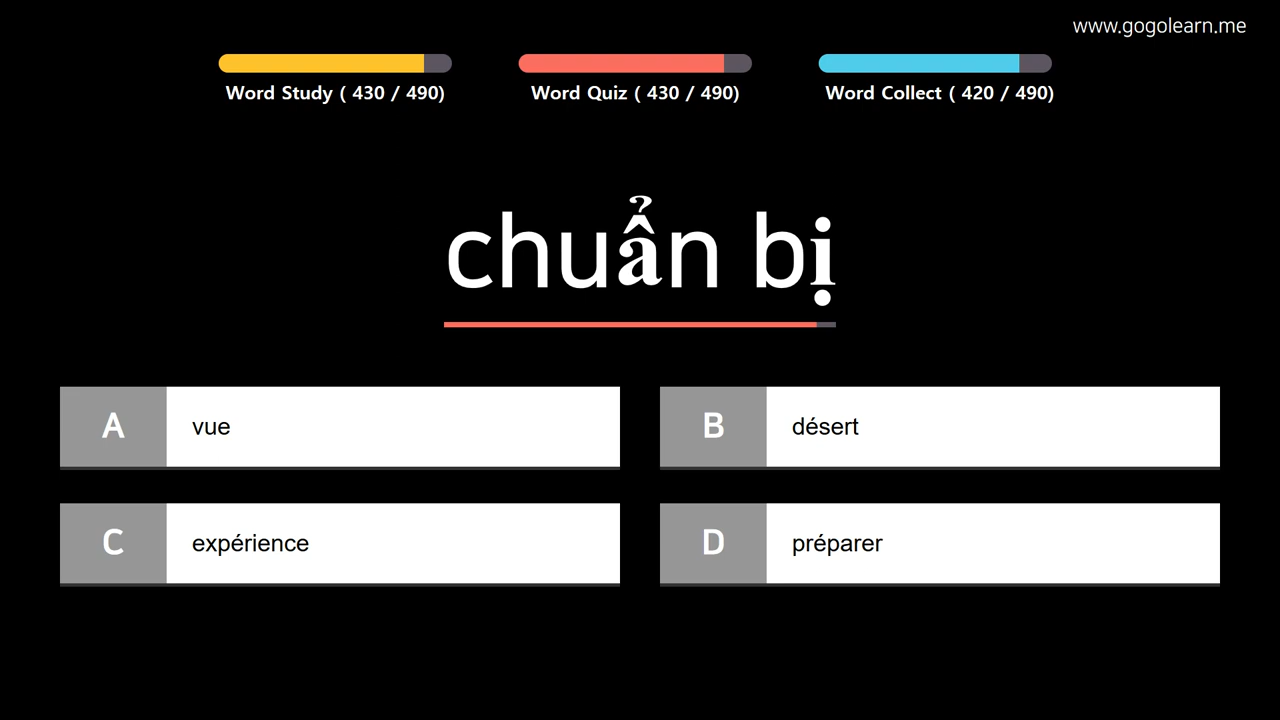 www.gogolearn.me
Word Study ( 430 / 490)
Word Quiz ( 430 / 490)
Word Collect ( 420 / 490)
chuẩn bị
A vue
B désert
C expérience
D préparer